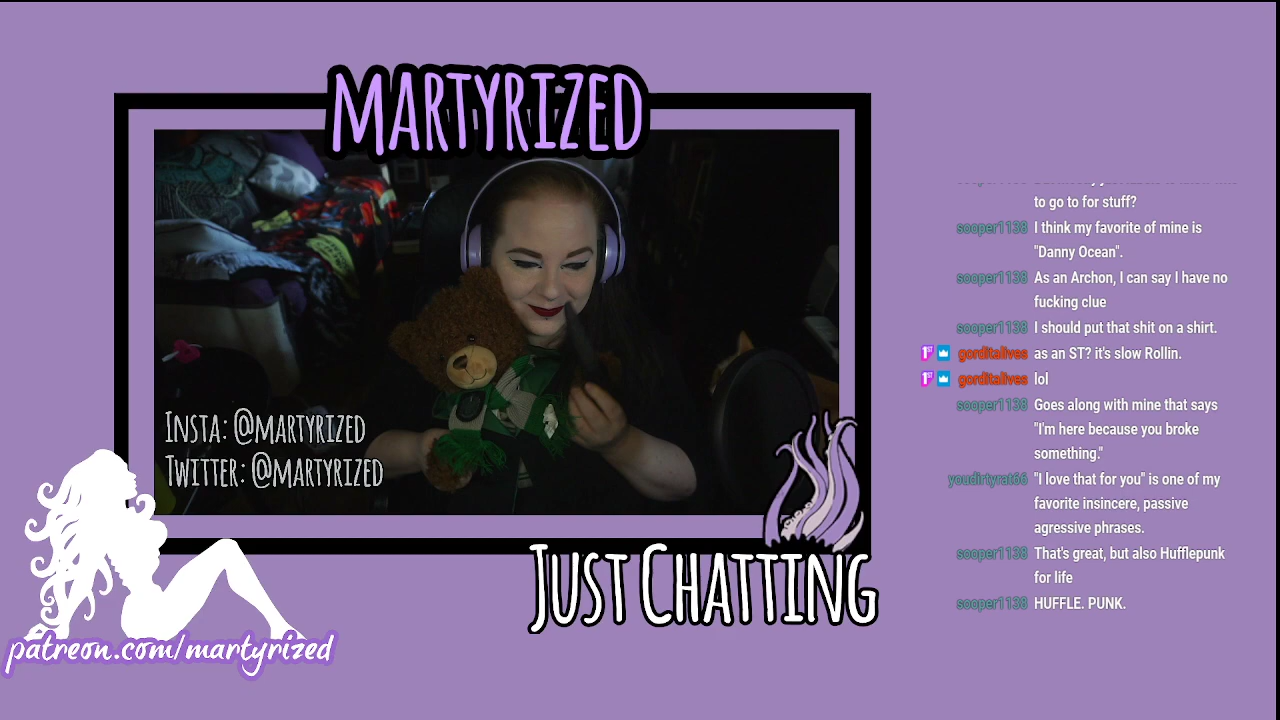 MARTYRIZED
INSTA: @MARTYRIZED
TWITTER: @MARTYRIZED
JUST CHATTING
patreon.com/martyrized
to go to for stuff?
sooper1138 I think my favorite of mine is
"Danny Ocean".
sooper1138 As an Archon, I can say I have no
fucking clue
sooper1138 I should put that shit on a shirt.
gorditalives as an ST? it's slow Rollin.
gorditalives lol
sooper1138 Goes along with mine that says
"I'm here because you broke
something."
youdirtyrat66 "I love that for you" is one of my
favorite insincere, passive
agressive phrases.
sooper1138 That's great, but also Hufflepunk
for life
sooper1138 HUFFLE. PUNK.